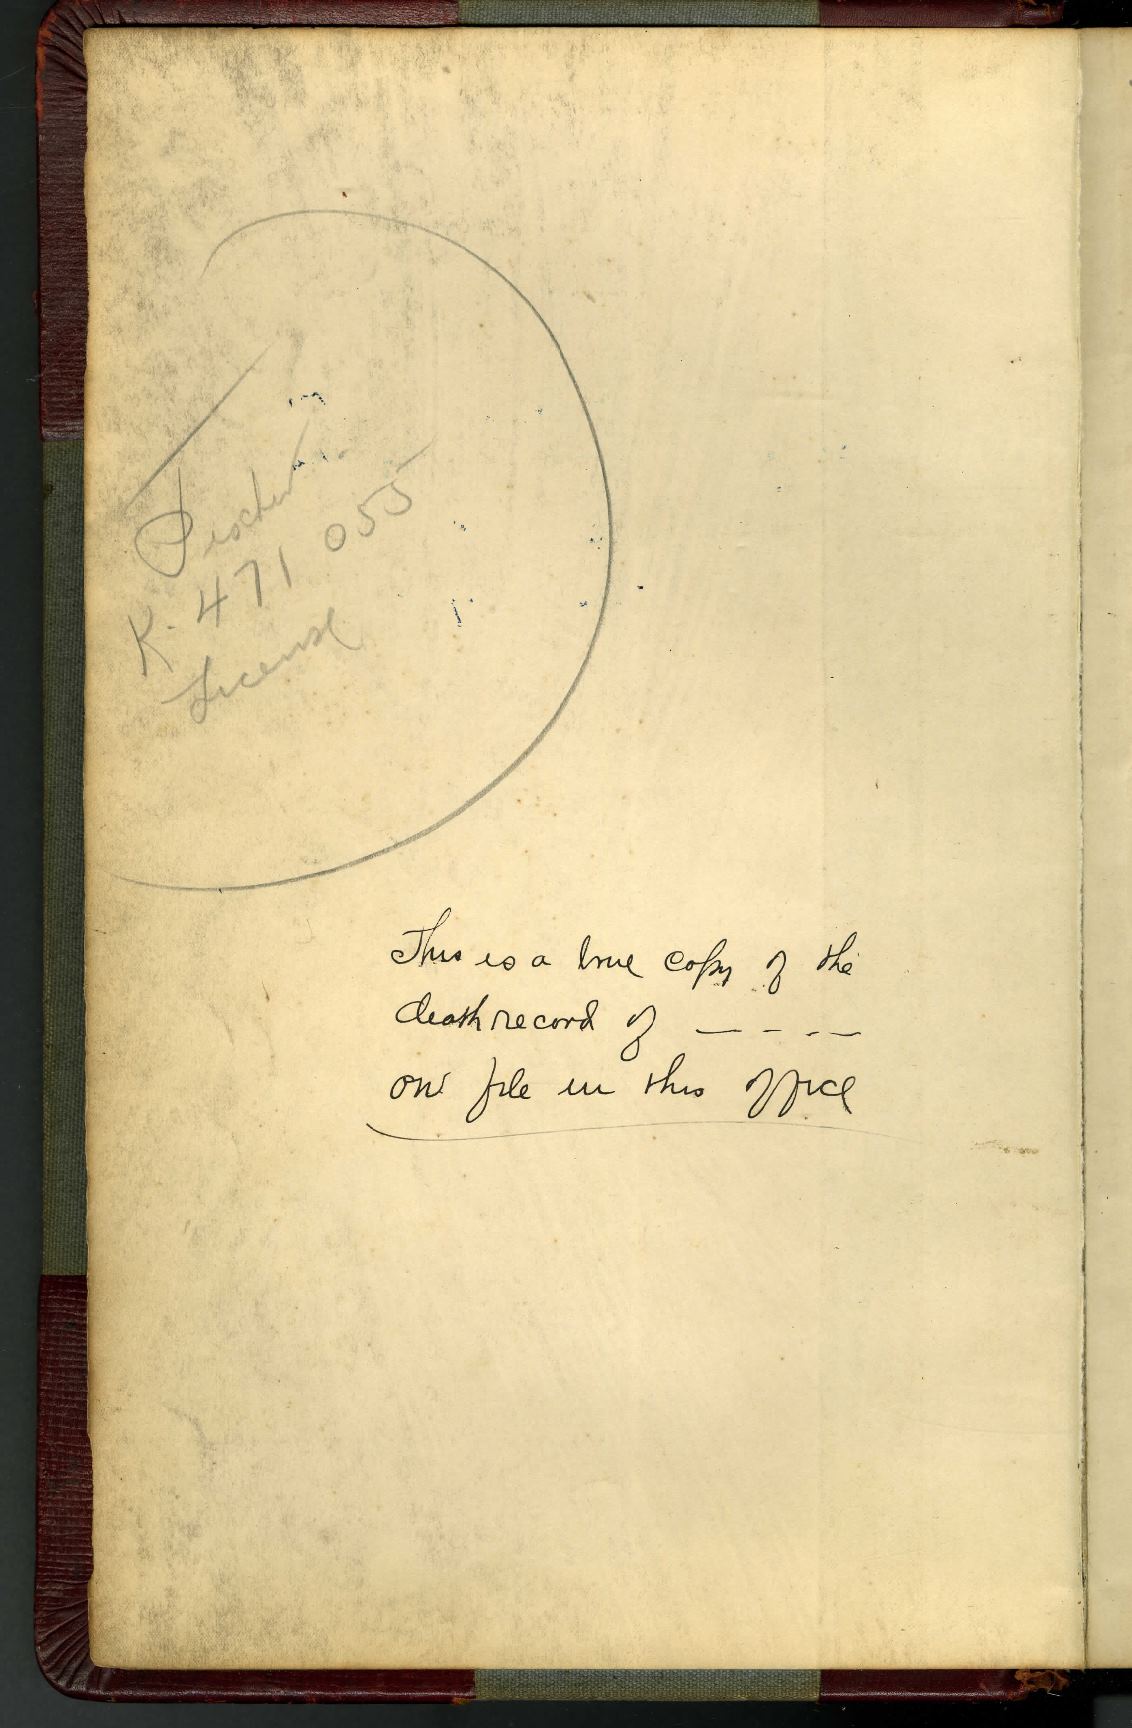 K. 471 055
License
This is a true copy of the
death record of — - - —
on file in this office